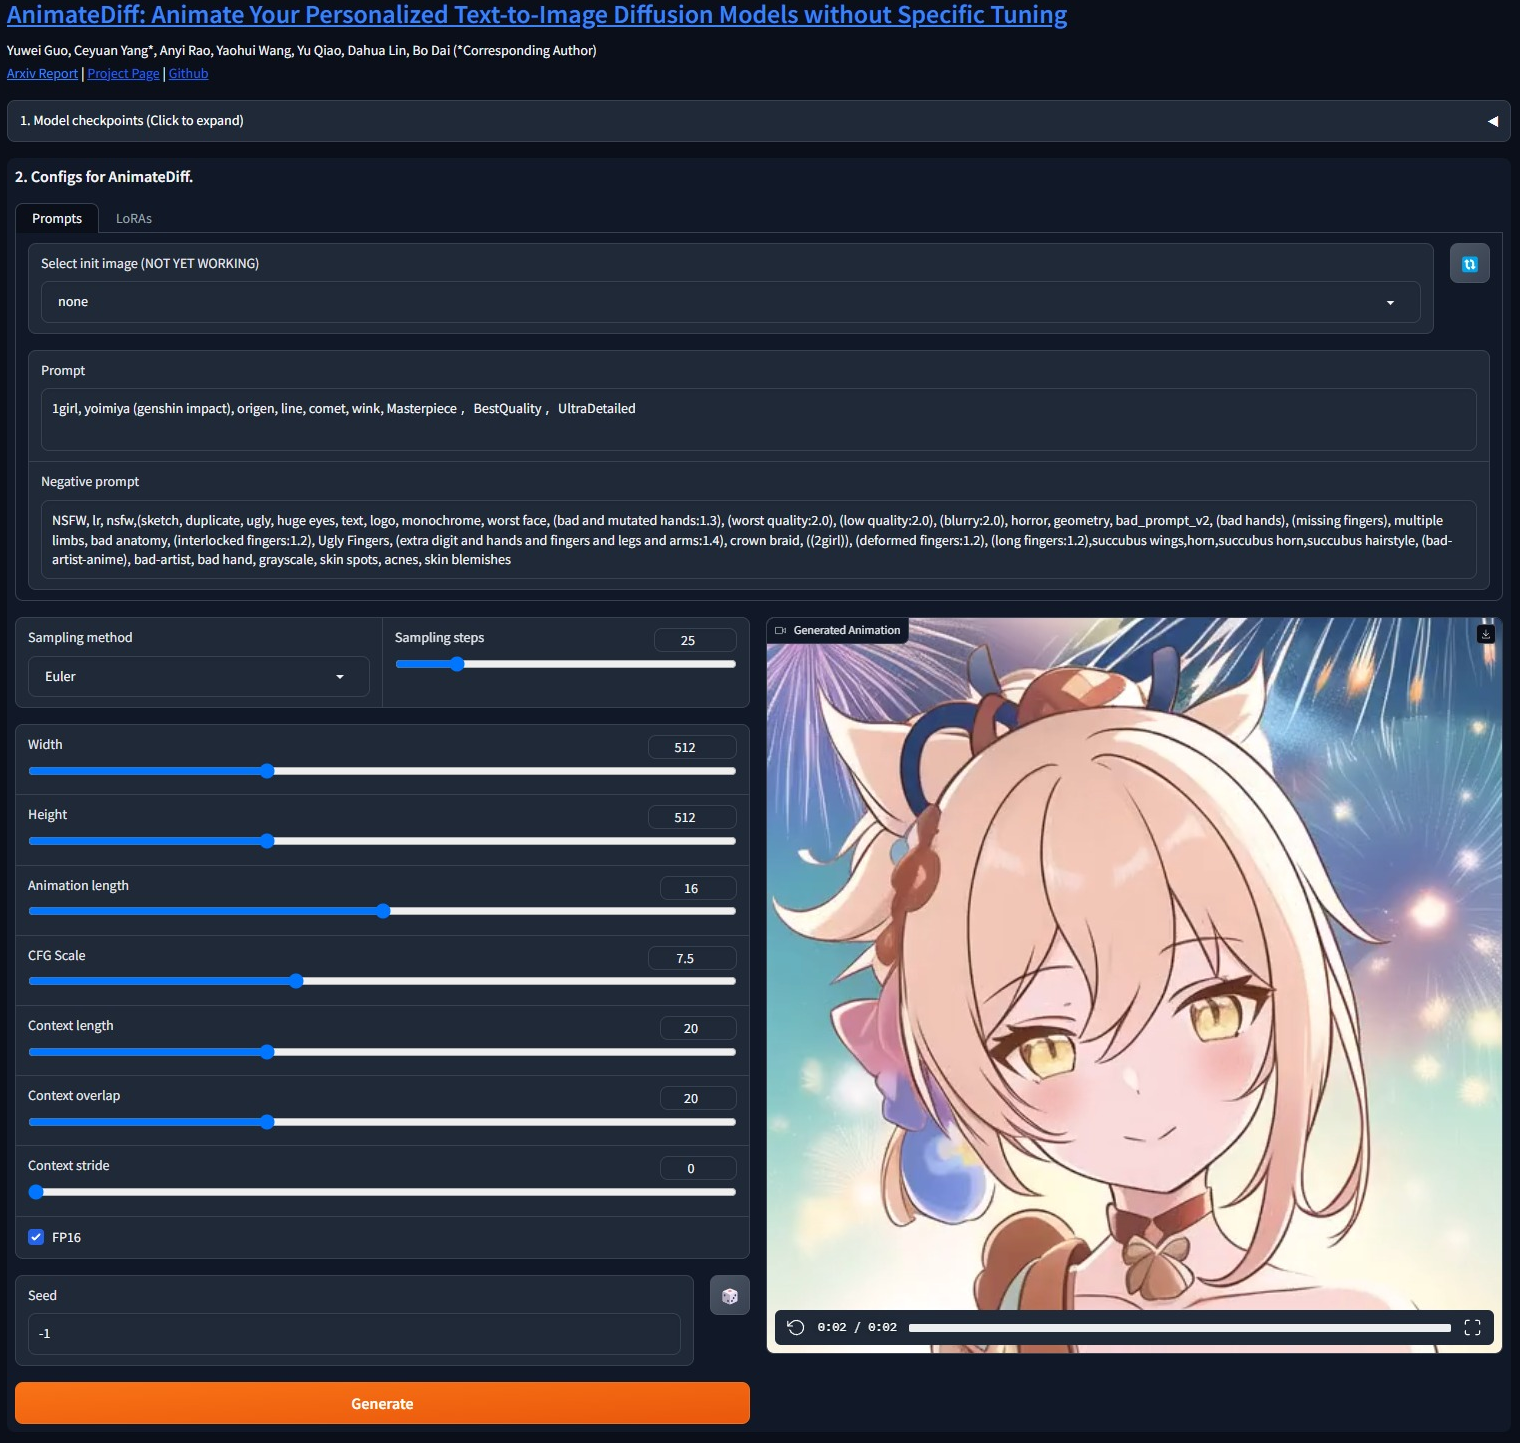 AnimateDiff: Animate Your Personalized Text-to-Image Diffusion Models without Specific Tuning
Yuwei Guo, Ceyuan Yang*, Anyi Rao, Yaohui Wang, Yu Qiao, Dahua Lin, Bo Dai (*Corresponding Author)
Arxiv Report | Project Page | Github
1. Model checkpoints (Click to expand)
2. Configs for AnimateDiff.
Prompts LoRAs
Select init image (NOT YET WORKING)
none
Prompt
1girl, yoimiya (genshin impact), origen, line, comet, wink, Masterpiece ， BestQuality ， UltraDetailed
Negative prompt
NSFW, lr, nsfw,(sketch, duplicate, ugly, huge eyes, text, logo, monochrome, worst face, (bad and mutated hands:1.3), (worst quality:2.0), (low quality:2.0), (blurry:2.0), horror, geometry, bad_prompt_v2, (bad hands), (missing fingers), multiple
limbs, bad anatomy, (interlocked fingers:1.2), Ugly Fingers, (extra digit and hands and fingers and legs and arms:1.4), crown braid, ((2girl)), (deformed fingers:1.2), (long fingers:1.2),succubus wings,horn,succubus horn,succubus hairstyle, (bad-
artist-anime), bad-artist, bad hand, grayscale, skin spots, acnes, skin blemishes
Sampling method
Euler
Sampling steps 25
Width 512
Height 512
Animation length 16
CFG Scale 7.5
Context length 20
Context overlap 20
Context stride 0
FP16
Seed
-1
Generate
Generated Animation
0:02 / 0:02